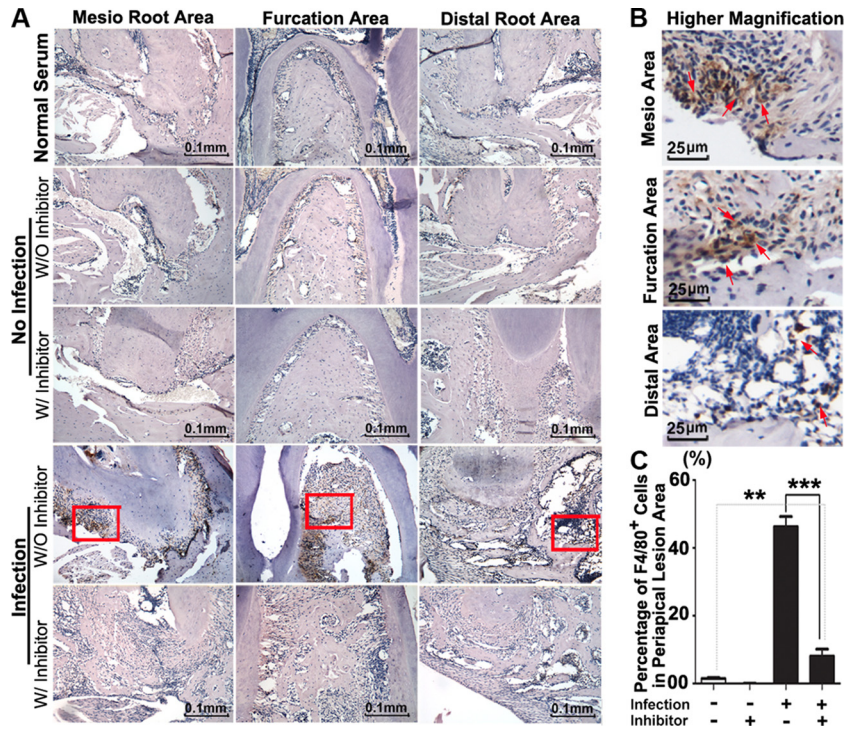 A
Mesio Root Area
Furcation Area
Distal Root Area
Normal Serum
0.1mm
0.1mm
0.1mm
No Infection
W/O Inhibitor
W/ Inhibitor
0.1mm
0.1mm
0.1mm
Infection
W/O Inhibitor
W/ Inhibitor
0.1mm
0.1mm
0.1mm
B
Higher Magnification
Mesio Area
25μm
Furcation Area
25μm
Distal Area
25μm
C
(%)
Percentage of F4/80+ Cells
in Periapical Lesion Area
60
40
20
00
**
***
Infection - - + +
Inhibitor - + - +